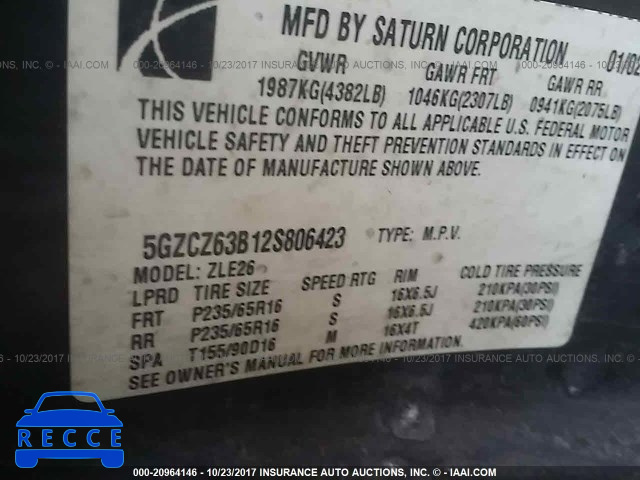 MFD BY SATURN CORPORATION 01/02
GVWR GAWR FRT GAWR RR
1987KG(4382LB) 1046KG(2307LB) 0941KG(2075LB)
THIS VEHICLE CONFORMS TO ALL APPLICABLE U.S. FEDERAL MOTOR
VEHICLE SAFETY AND THEFT PREVENTION STANDARDS IN EFFECT ON
THE DATE OF MANUFACTURE SHOWN ABOVE.
5GZCZ63B12S806423 TYPE: M.P.V.
MODEL: ZLE26
LPRD TIRE SIZE SPEED RTG RIM COLD TIRE PRESSURE
FRT P235/65R16 S 16X6.5J 210KPA(30PSI)
RR P235/65R16 S 16X6.5J 210KPA(30PSI)
SPA T155/90D16 M 16X4T 420KPA(60PSI)
SEE OWNER'S MANUAL FOR MORE INFORMATION.
RECCE
000-20964146 - 10/23/2017 INSURANCE AUTO AUCTIONS, INC. - © - IAAI.COM